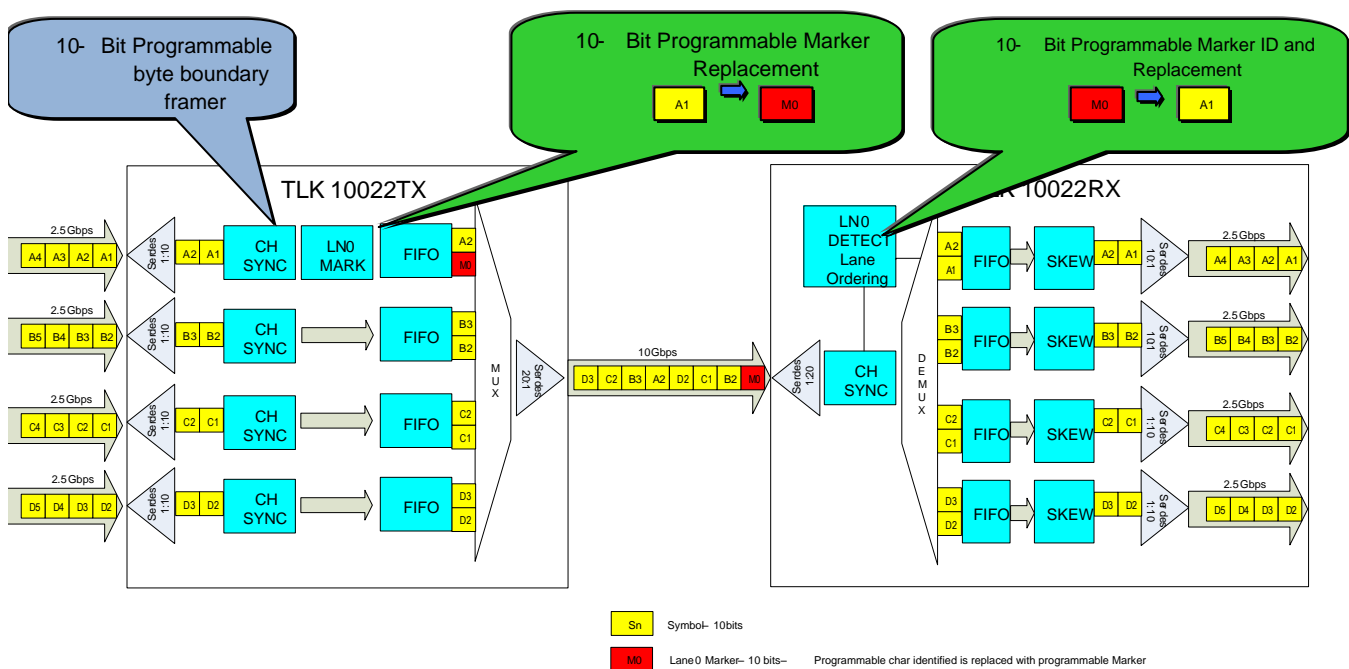 10- Bit Programmable
byte boundary
framer
10- Bit Programmable Marker
Replacement
A1 M0
10- Bit Programmable Marker ID and
Replacement
M0 A1
TLK 10022TX
10022RX
2.5Gbps
A4 A3 A2 A1
Serdes
1:10
A2 A1
CH
SYNC
LN0
MARK
FIFO
A2
M0
2.5Gbps
B5 B4 B3 B2
Serdes
1:10
B3 B2
CH
SYNC
FIFO
B3
B2
2.5Gbps
C4 C3 C2 C1
Serdes
1:10
C2 C1
CH
SYNC
FIFO
C2
C1
2.5Gbps
D5 D4 D3 D2
Serdes
1:10
D3 D2
CH
SYNC
FIFO
D3
D2
MUX
Serdes
20:1
10Gbps
D3 C2 B3 A2 D2 C1 B2 M0
Serdes
1:20
LN0
DETECT
Lane
Ordering
CH
SYNC
DEMUX
A2
A1
FIFO
SKEW
A2 A1
Serdes
10:1
2.5Gbps
A4 A3 A2 A1
B3
B2
FIFO
SKEW
B3 B2
Serdes
10:1
2.5Gbps
B5 B4 B3 B2
C2
C1
FIFO
SKEW
C2 C1
Serdes
1:10
2.5Gbps
C4 C3 C2 C1
D3
D2
FIFO
SKEW
D3 D2
Serdes
1:10
2.5Gbps
D5 D4 D3 D2
Sn Symbol– 10bits
M0 Lane0 Marker– 10 bits– Programmable char identified is replaced with programmable Marker